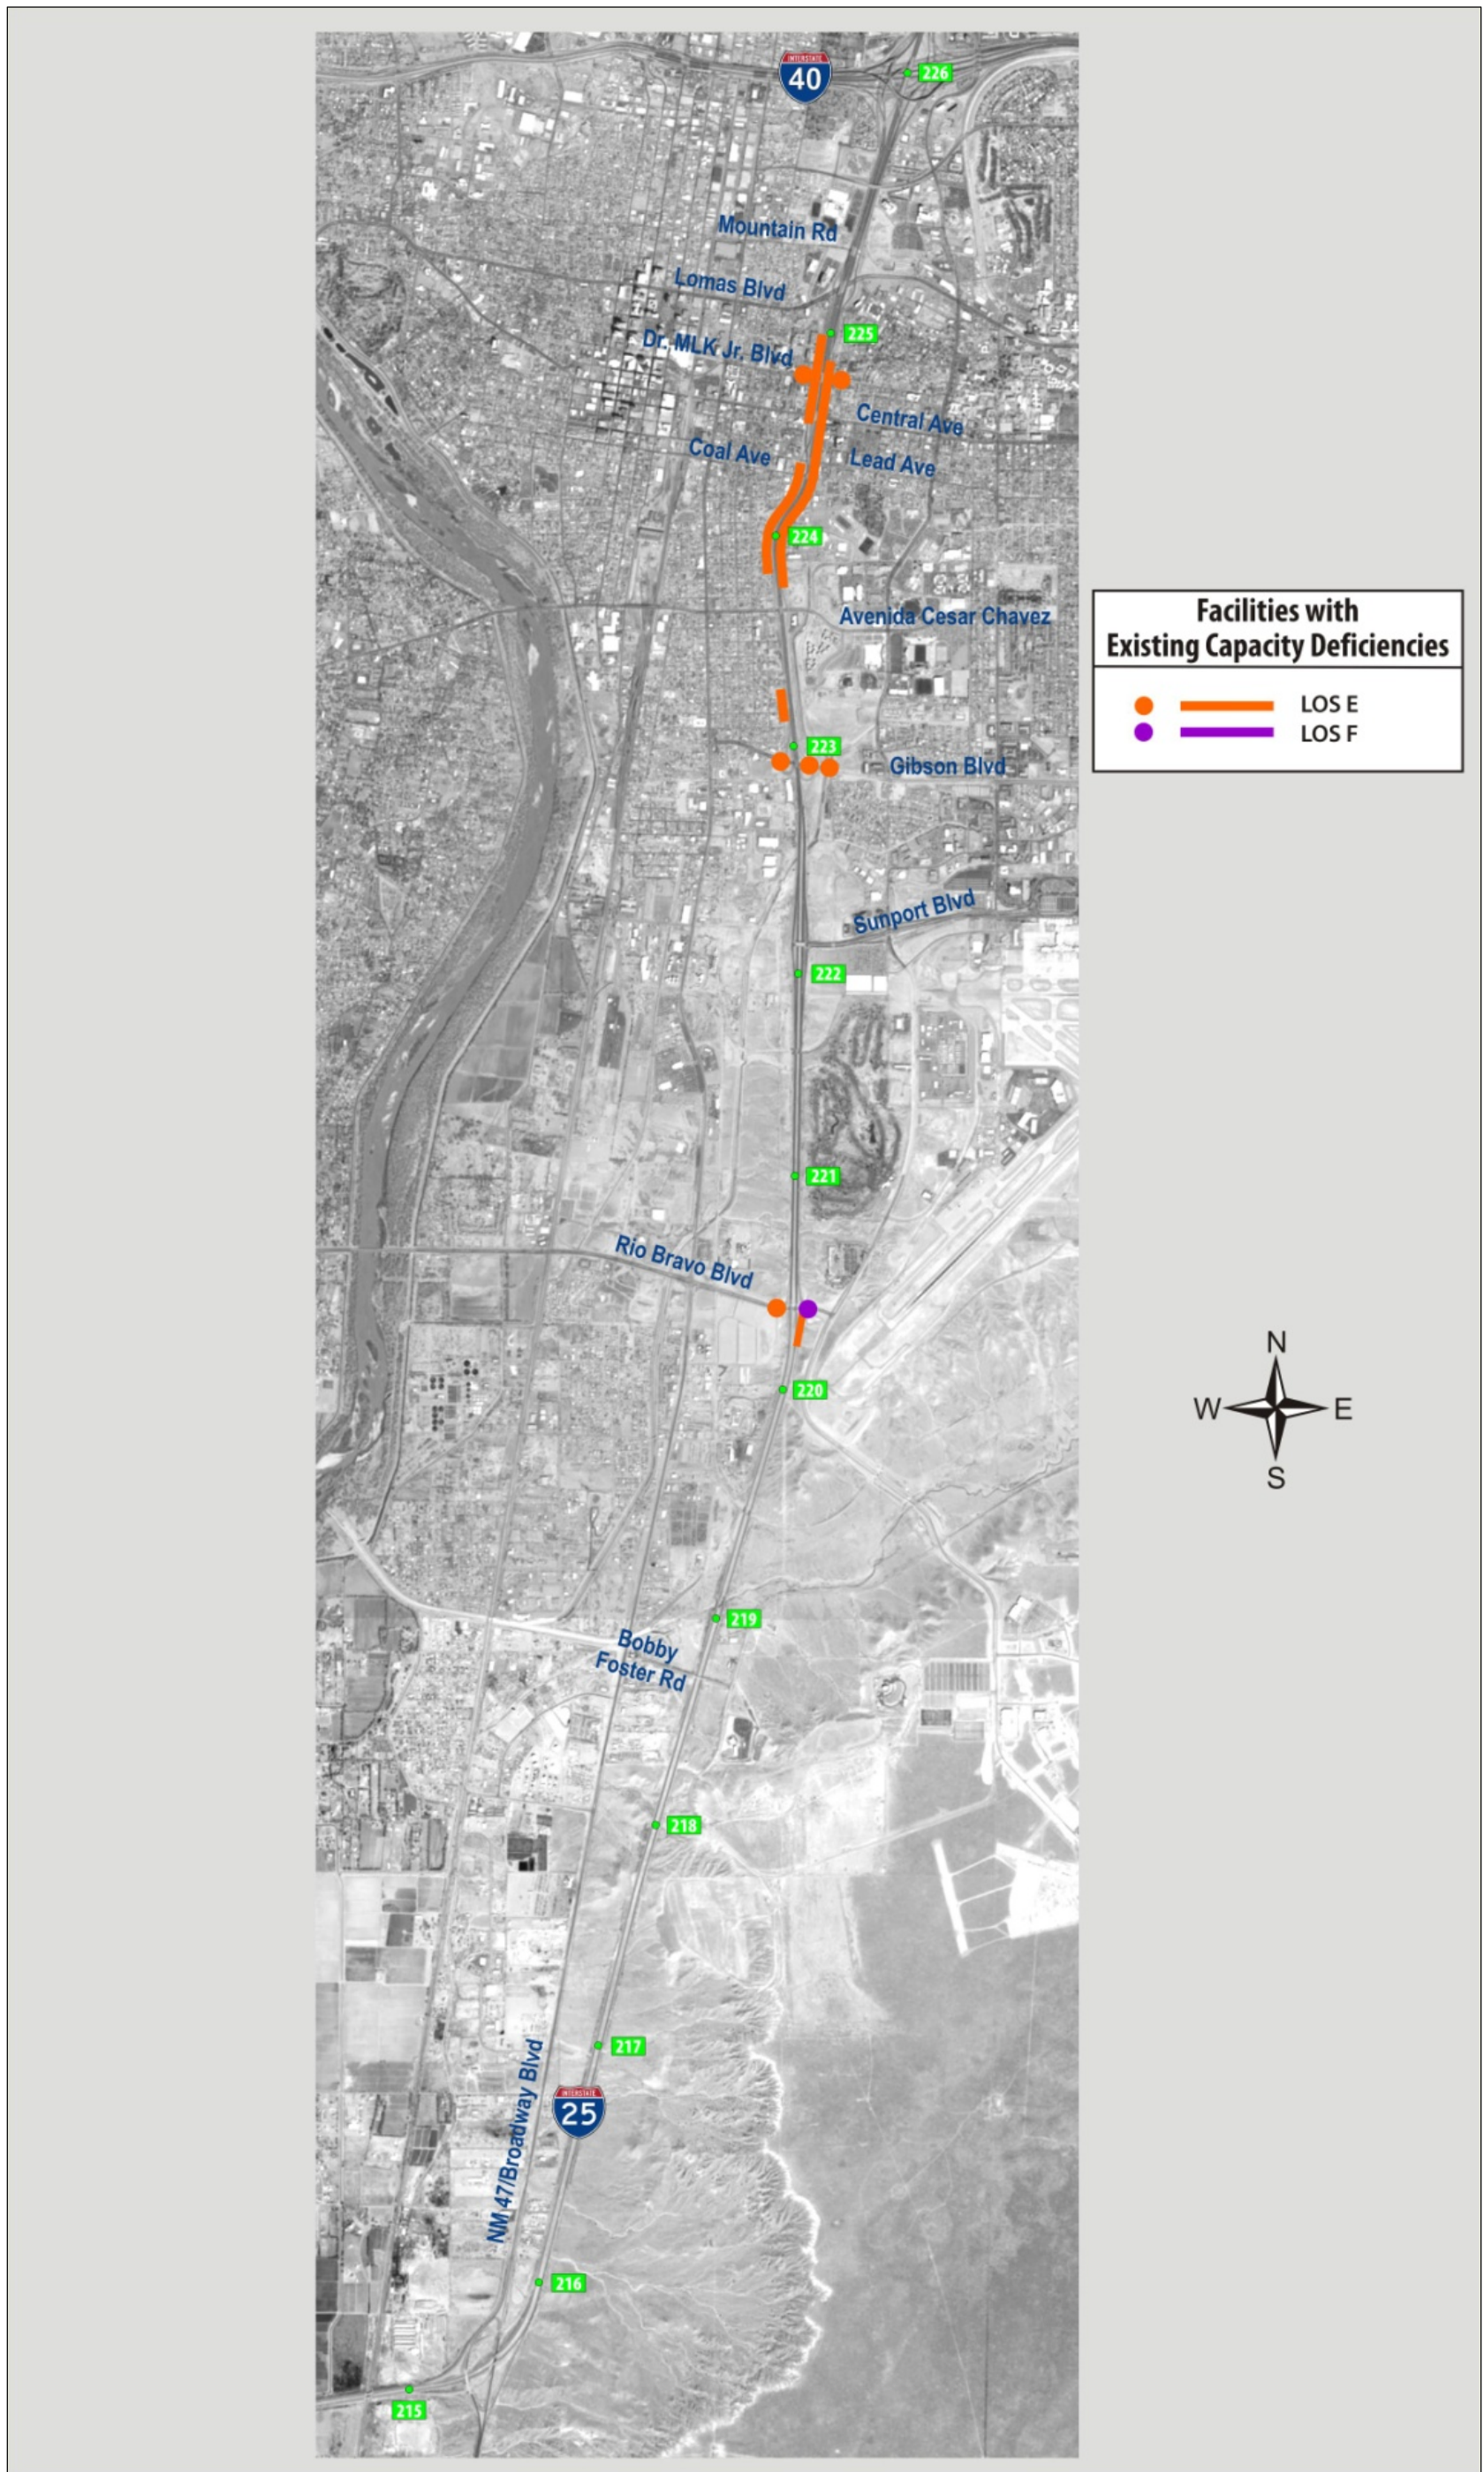 INTERSTATE
40
226
Mountain Rd
Lomas Blvd
225
Dr. MLK Jr. Blvd
Central Ave
Coal Ave
Lead Ave
224
Avenida Cesar Chavez
Facilities with
Existing Capacity Deficiencies
LOS E
LOS F
223
Gibson Blvd
Sunport Blvd
222
221
Rio Bravo Blvd
220
N
W
E
S
219
Bobby
Foster Rd
218
217
NM 47/Broadway Blvd
INTERSTATE
25
216
215